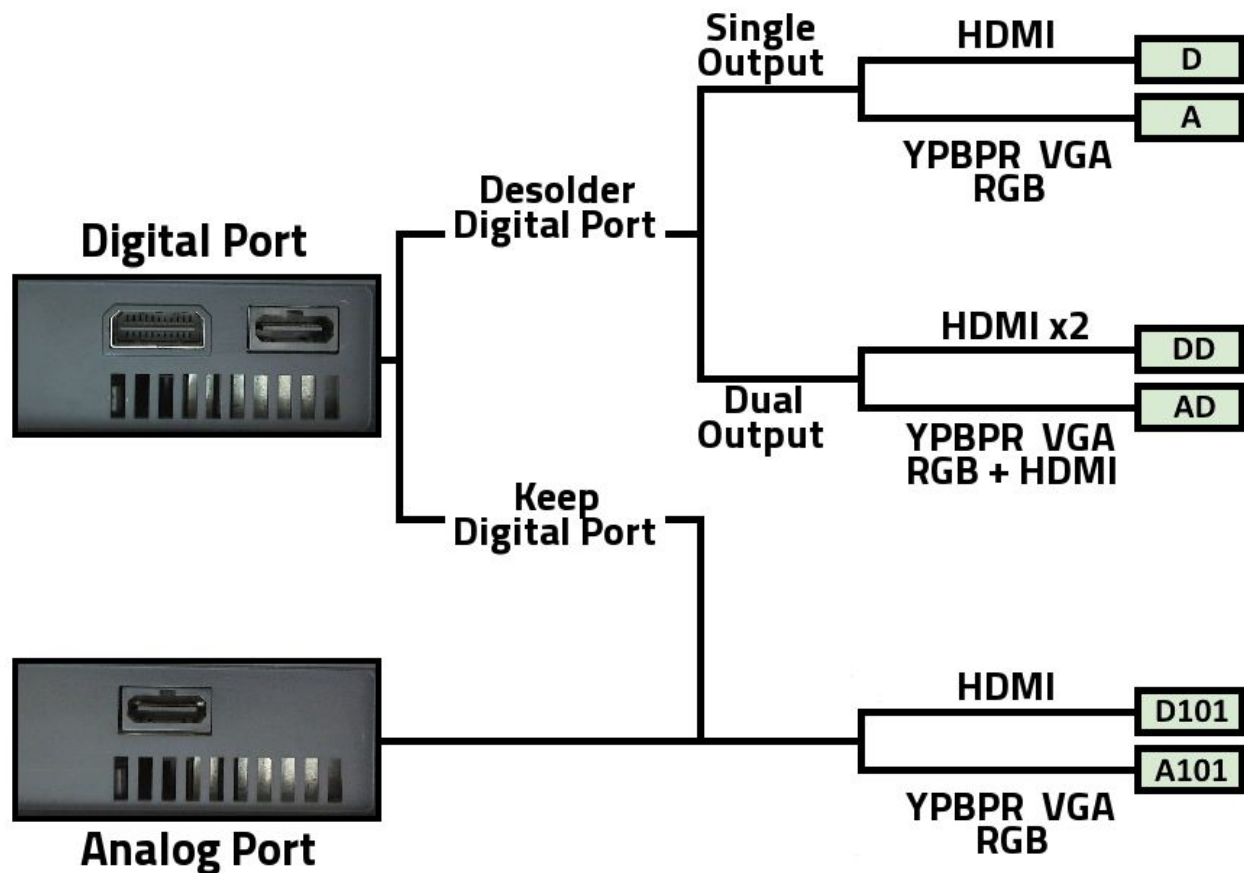 Single
Output
HDMI
D
A
YPBPR VGA
RGB
Desolder
Digital Port
Digital Port
HDMI x2
DD
AD
Dual
Output
YPBPR VGA
RGB + HDMI
Keep
Digital Port
HDMI
D101
A101
YPBPR VGA
RGB
Analog Port